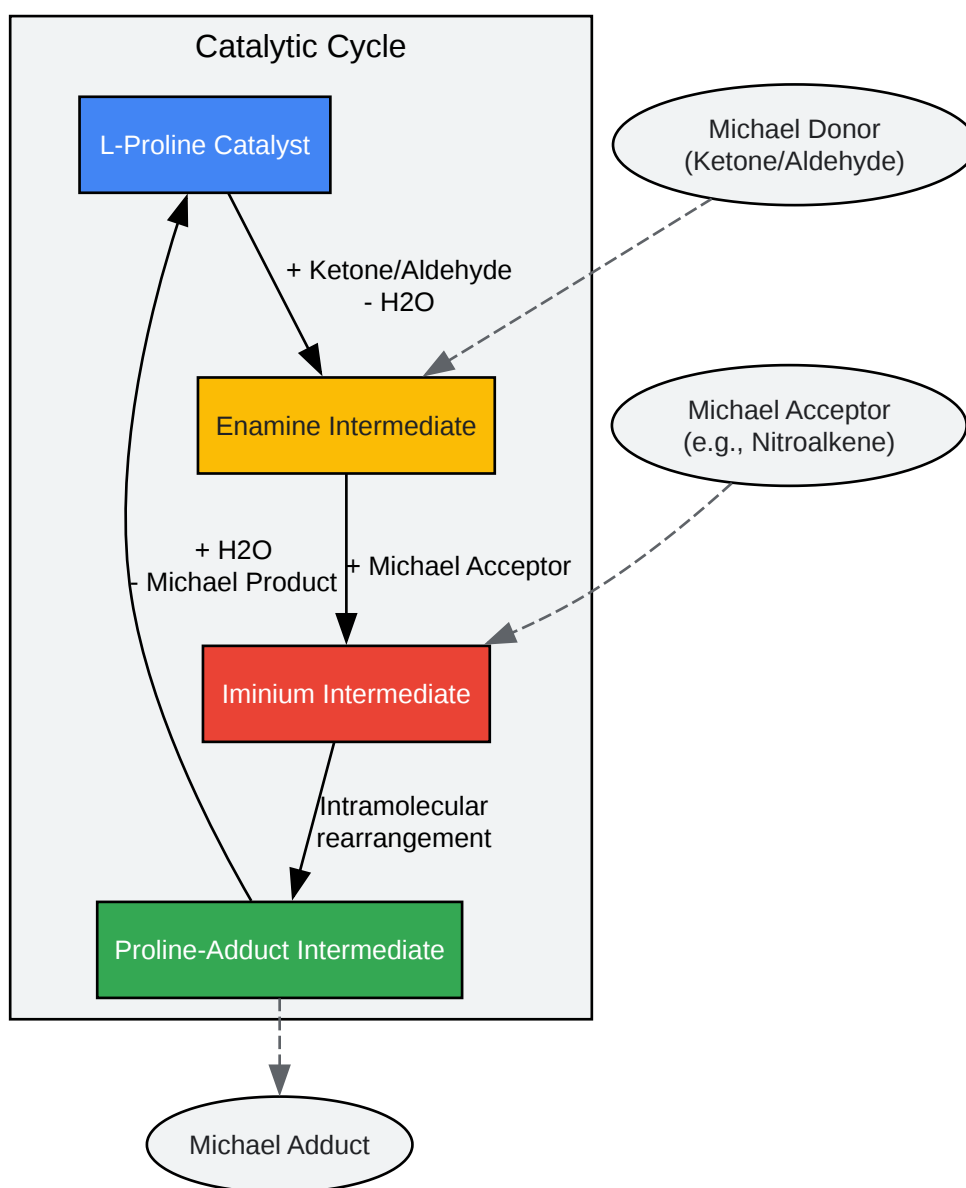 Catalytic Cycle
L-Proline Catalyst
Michael Donor
(Ketone/Aldehyde)
+ Ketone/Aldehyde
- H2O
Enamine Intermediate
Michael Acceptor
(e.g., Nitroalkene)
+ H2O
- Michael Product
+ Michael Acceptor
Iminium Intermediate
Intramolecular
rearrangement
Proline-Adduct Intermediate
Michael Adduct